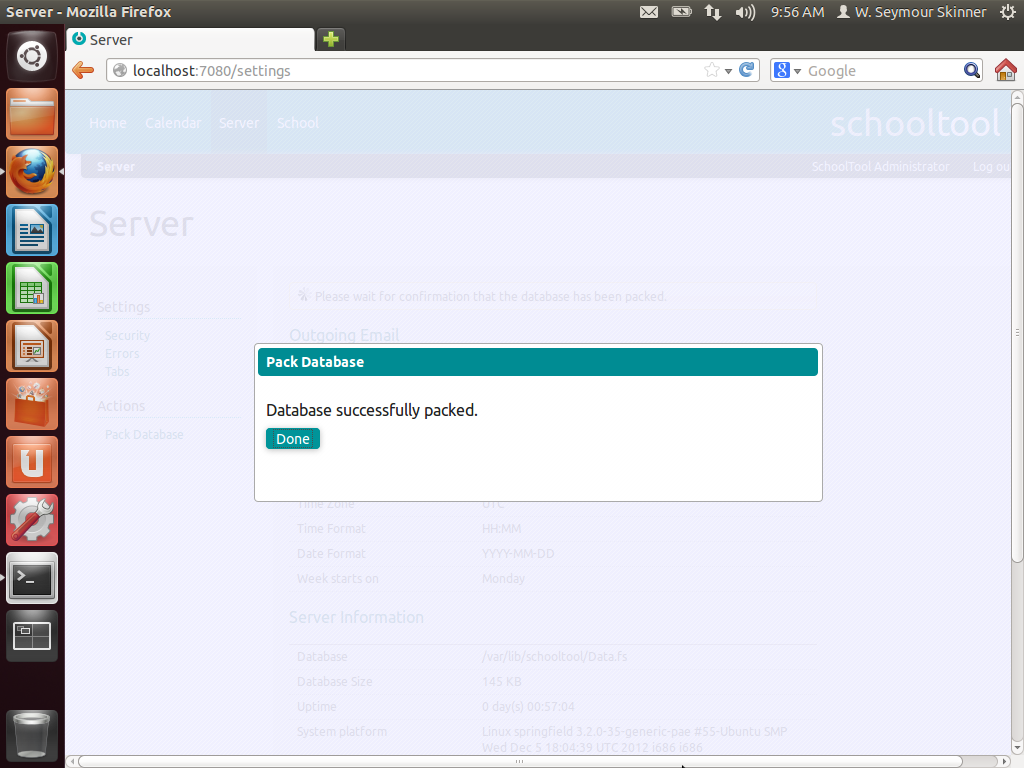 Server - Mozilla Firefox
9:56 AM W. Seymour Skinner
Server
localhost:7080/settings
Google
Home Calendar Server School
schooltool
Server
SchoolTool Administrator Log ou
Server
Please wait for confirmation that the database has been packed.
Settings
Security
Errors
Tabs
Actions
Pack Database
Outgoing Email
Pack Database
Database successfully packed.
Done
Time Zone UTC
Time Format HH:MM
Date Format YYYY-MM-DD
Week starts on Monday
Server Information
Database /var/lib/schooltool/Data.fs
Database Size 145 KB
Uptime 0 day(s) 00:57:04
System platform Linux springfield 3.2.0-35-generic-pae #55-Ubuntu SMP
Wed Dec 5 18:04:39 UTC 2012 i686 i686